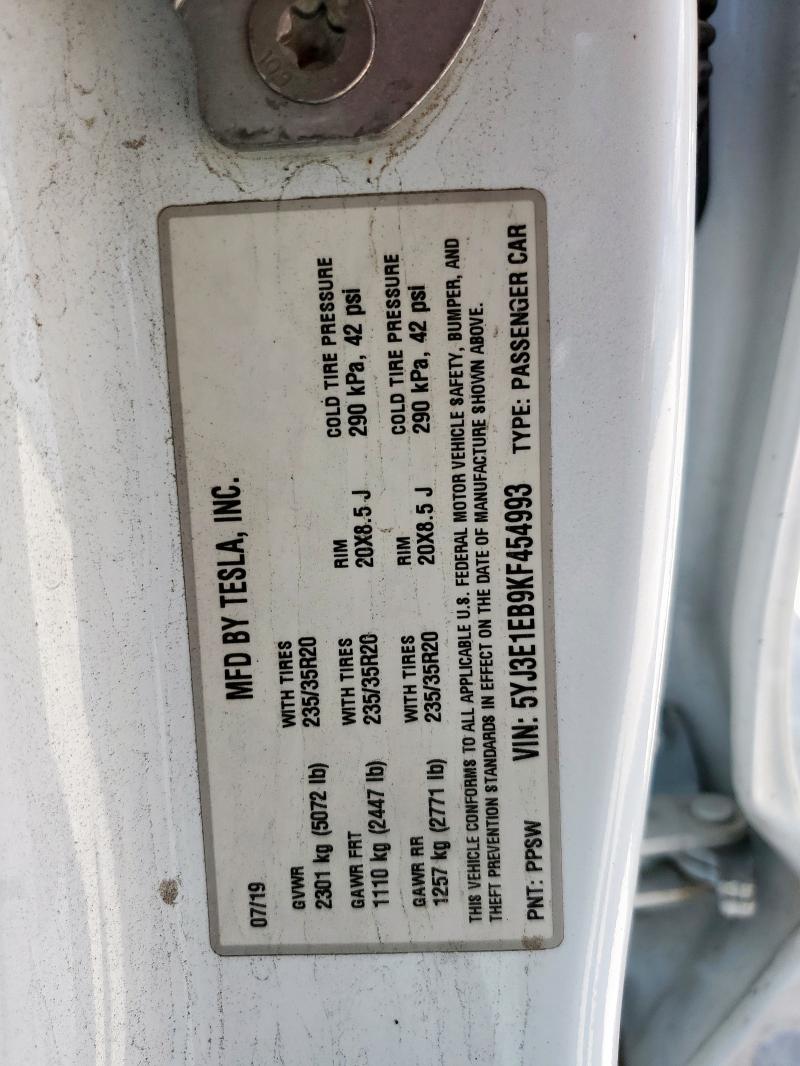 MFD BY TESLA, INC.
07/19
GVWR WITH TIRES
2301 kg (5072 lb) 235/35R20
GAWR FRT WITH TIRES RIM COLD TIRE PRESSURE
1110 kg (2447 lb) 235/35R20 20X8.5 J 290 kPa, 42 psi
GAWR RR WITH TIRES RIM COLD TIRE PRESSURE
1257 kg (2771 lb) 235/35R20 20X8.5 J 290 kPa, 42 psi
THIS VEHICLE CONFORMS TO ALL APPLICABLE U.S. FEDERAL MOTOR VEHICLE SAFETY, BUMPER, AND
THEFT PREVENTION STANDARDS IN EFFECT ON THE DATE OF MANUFACTURE SHOWN ABOVE.
PNT: PPSW VIN: 5YJ3E1EB9KF454993 TYPE: PASSENGER CAR